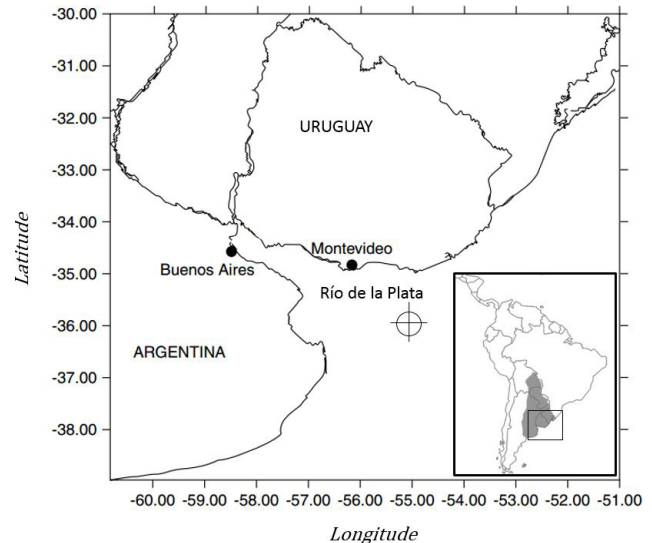 -30.00
-31.00
-32.00
URUGUAY
-33.00
-34.00
Montevideo
-35.00
Buenos Aires
Río de la Plata
-36.00
ARGENTINA
-37.00
-38.00
Latitude
-60.00 -59.00 -58.00 -57.00 -56.00 -55.00 -54.00 -53.00 -52.00 -51.00
Longitude